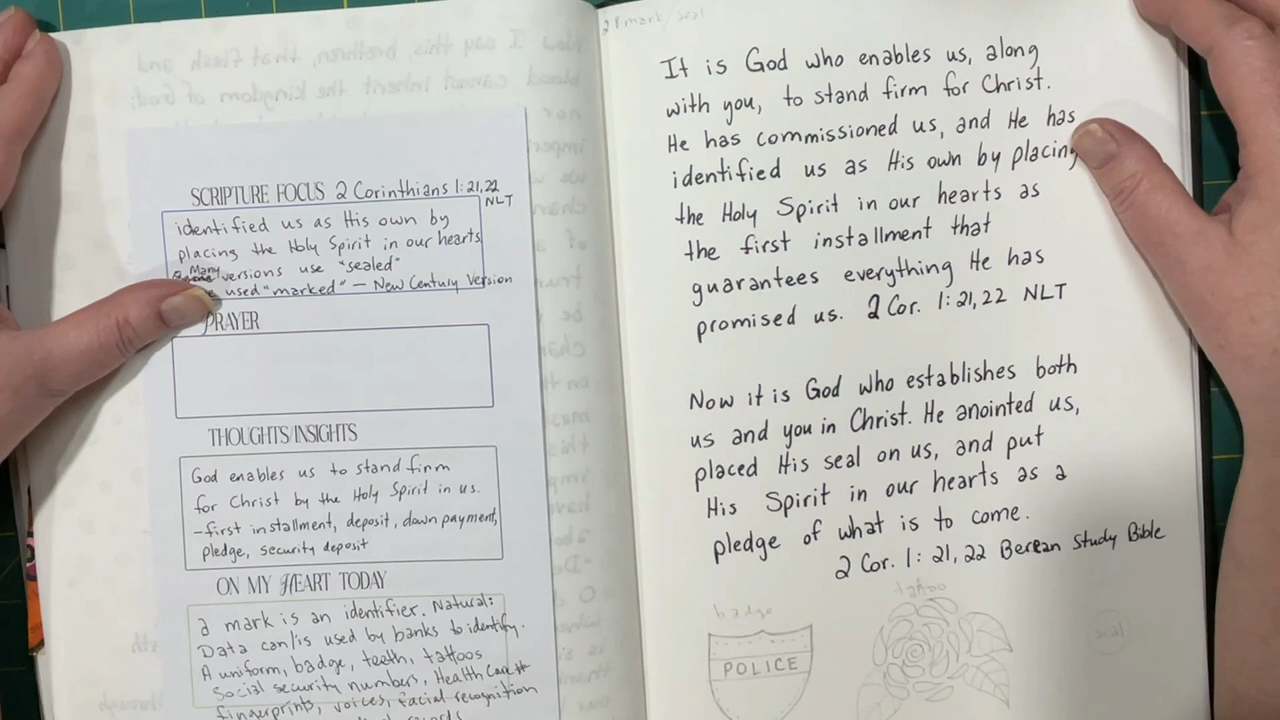 SCRIPTURE FOCUS 2 Corinthians 1:21,22
NLT
identified us as His own by
placing the Holy Spirit in our hearts
Many versions use "sealed"
used "marked" – New Century Version
PRAYER
THOUGHTS/INSIGHTS
God enables us to stand firm
for Christ by the Holy Spirit in us.
-first installment, deposit, down payment,
pledge, security deposit
ON MY HEART TODAY
a mark is an identifier. Natural:
Data can/is used by banks to identify.
A uniform, badge, teeth, tattoos
Social security numbers, Health Care #
fingerprints, voices, facial recognition
records
mark/seal
It is God who enables us, along
with you, to stand firm for Christ.
He has commissioned us, and He has
identified us as His own by placing
the Holy Spirit in our hearts as
the first installment that
guarantees everything He has
promised us. 2 Cor. 1:21,22 NLT
Now it is God who establishes both
us and you in Christ. He anointed us,
placed His seal on us, and put
His Spirit in our hearts as a
pledge of what is to come.
2 Cor. 1:21,22 Berean Study Bible
badge
tattoo
seal
POLICE